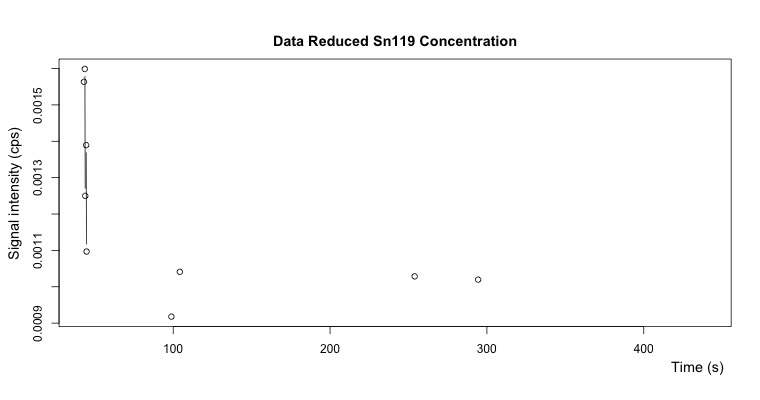 Data Reduced Sn119 Concentration
Signal intensity (cps)
0.0015
0.0013
0.0011
0.0009
100 200 300 400
Time (s)